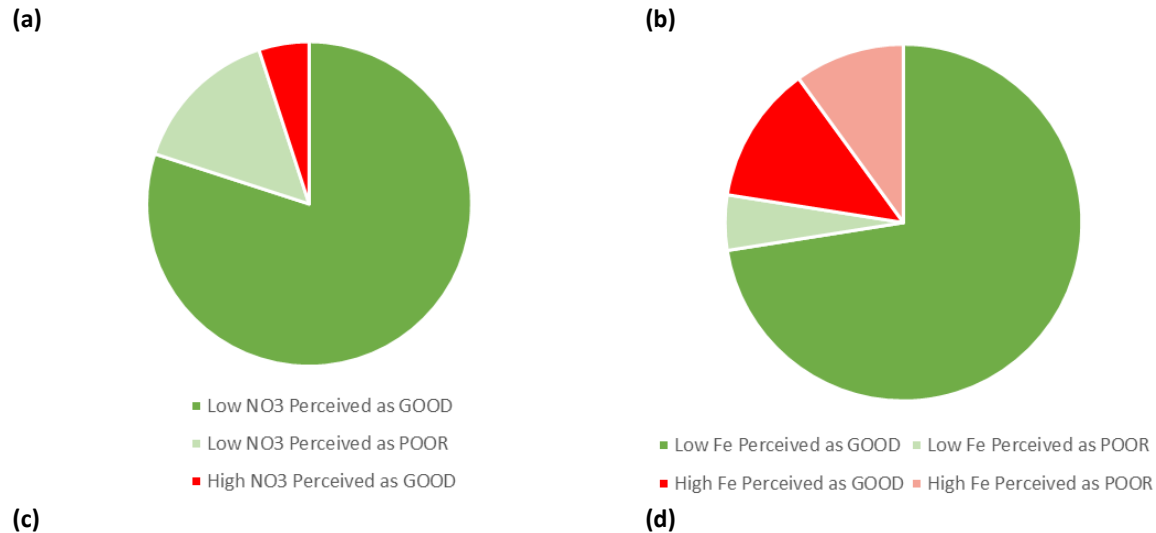 (a)
(b)
Low NO3 Perceived as GOOD
Low NO3 Perceived as POOR
High NO3 Perceived as GOOD
Low Fe Perceived as GOOD
Low Fe Perceived as POOR
High Fe Perceived as GOOD
High Fe Perceived as POOR
(c)
(d)